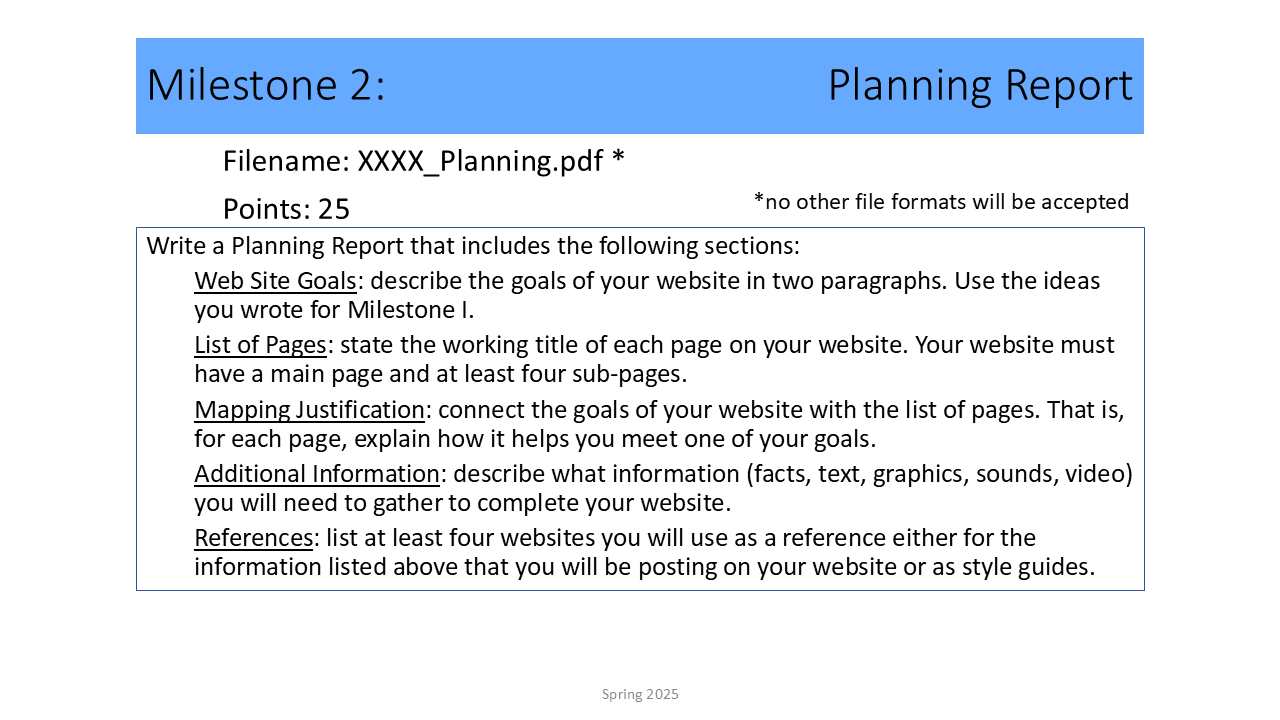 Milestone 2: Planning Report
Filename: XXXX_Planning.pdf *
Points: 25
*no other file formats will be accepted
Write a Planning Report that includes the following sections:
Web Site Goals: describe the goals of your website in two paragraphs. Use the ideas
you wrote for Milestone I.
List of Pages: state the working title of each page on your website. Your website must
have a main page and at least four sub-pages.
Mapping Justification: connect the goals of your website with the list of pages. That is,
for each page, explain how it helps you meet one of your goals.
Additional Information: describe what information (facts, text, graphics, sounds, video)
you will need to gather to complete your website.
References: list at least four websites you will use as a reference either for the
information listed above that you will be posting on your website or as style guides.
Spring 2025